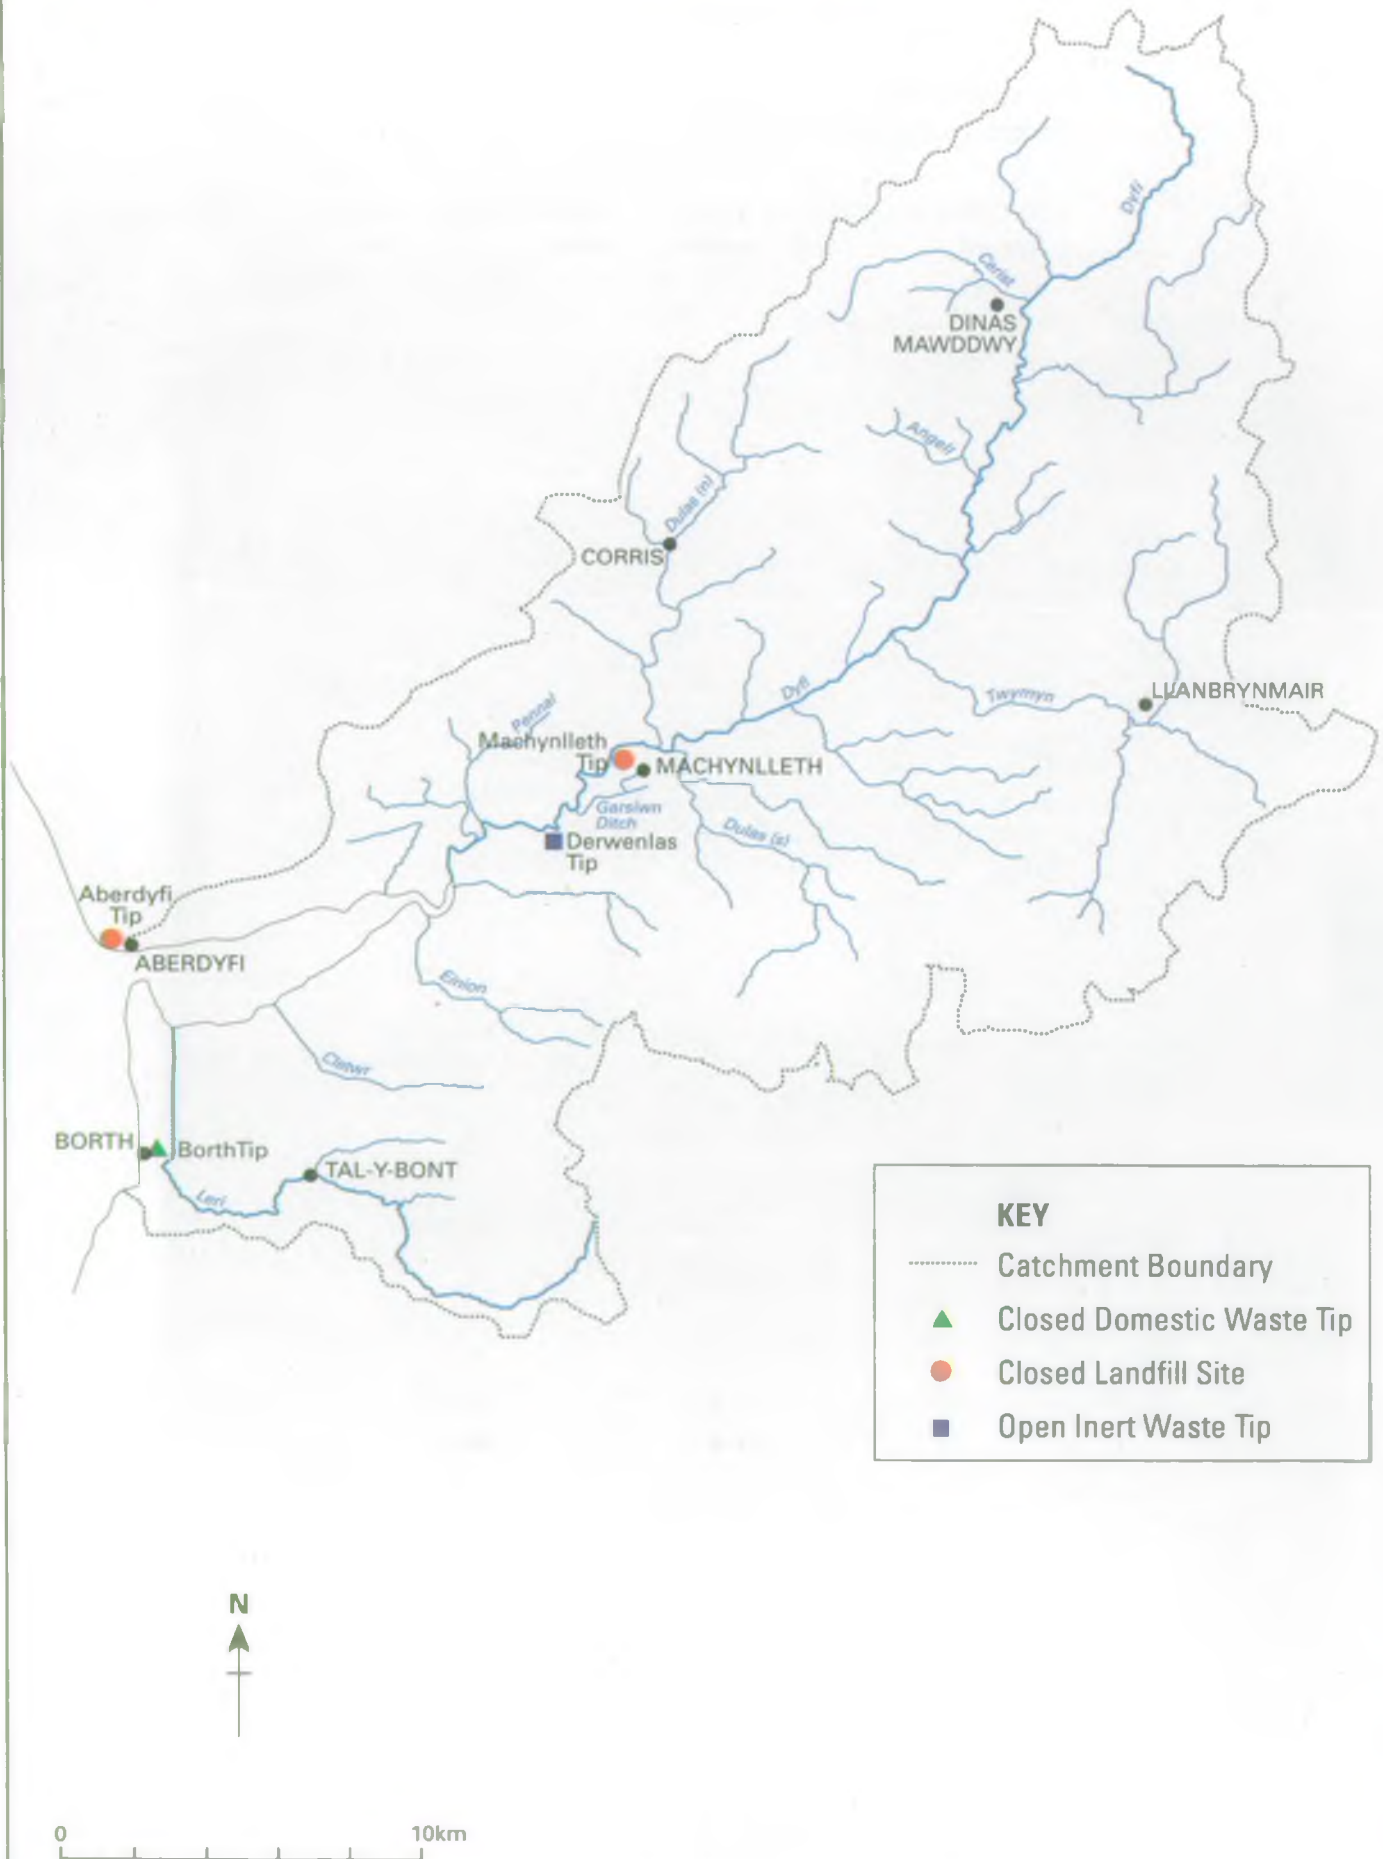 Dyfi
Cerist
DINAS
MAWDDWY
Angell
Dulas (n)
CORRIS
Dyfi
Twymyn
LLANBRYNMAIR
Pennal
Machynlleth
Tip
MACHYNLLETH
Garsiwn
Ditch
Dulas (s)
Derwenlas
Tip
Aberdyfi
Tip
ABERDYFI
Einion
Cletwr
BORTH
BorthTip
TAL-Y-BONT
Leri
KEY
Catchment Boundary
Closed Domestic Waste Tip
Closed Landfill Site
Open Inert Waste Tip
N
0
10km